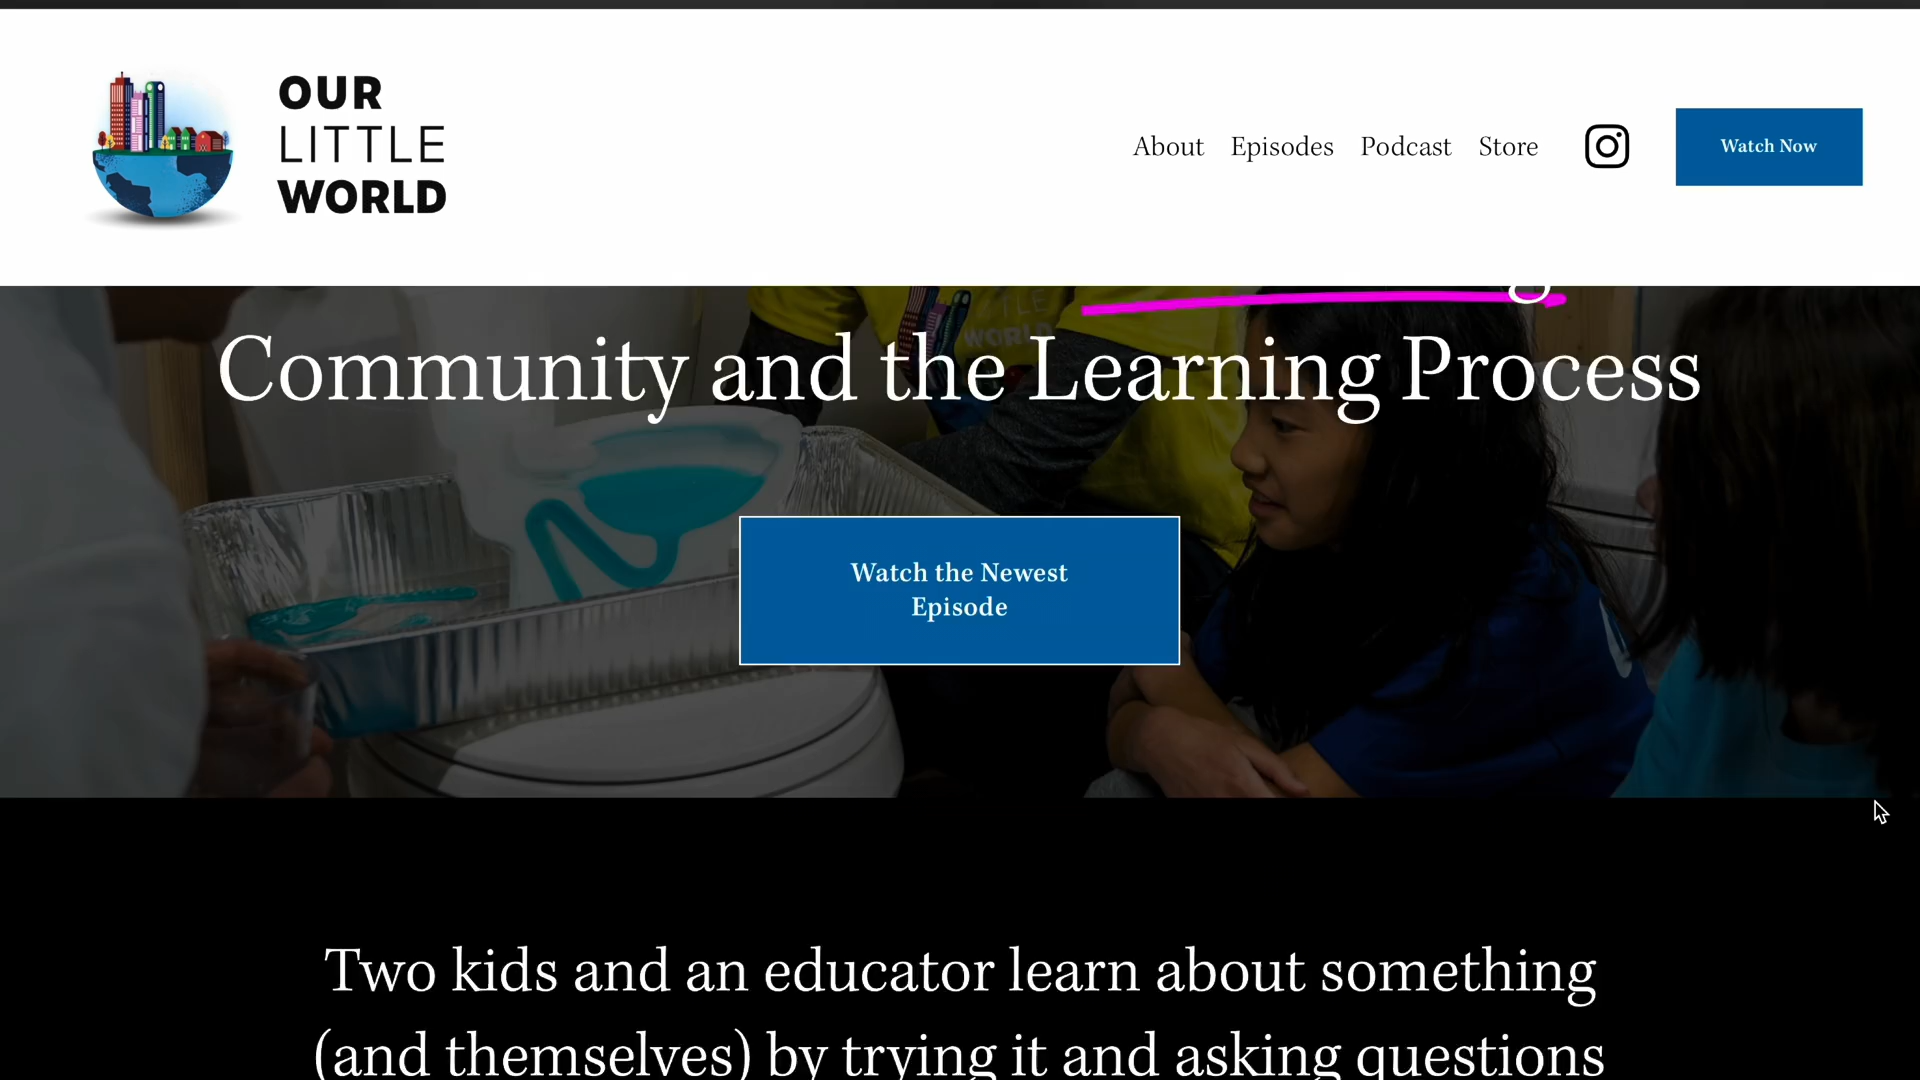 OUR
LITTLE
WORLD
About Episodes Podcast Store Watch Now
Community and the Learning Process
Watch the Newest
Episode
Two kids and an educator learn about something
(and themselves) by trying it and asking questions